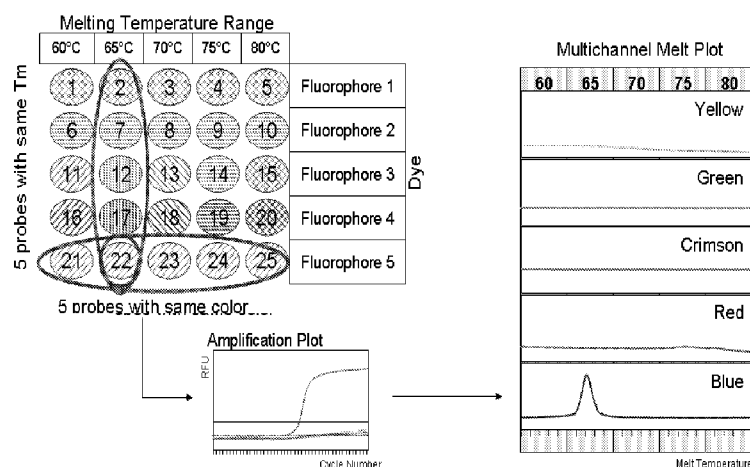 Melting Temperature Range
60°C 65°C 70°C 75°C 80°C
5 probes with same Tm
1 2 3 4 5 Fluorophore 1
6 7 8 9 10 Fluorophore 2
11 12 13 14 15 Fluorophore 3
16 17 18 19 20 Fluorophore 4
21 22 23 24 25 Fluorophore 5
Dye
5 probes with same color
Amplification Plot
RFU
Cycle Number
Multichannel Melt Plot
60 65 70 75 80
Yellow
Green
Crimson
Red
Blue
Melt Temperature